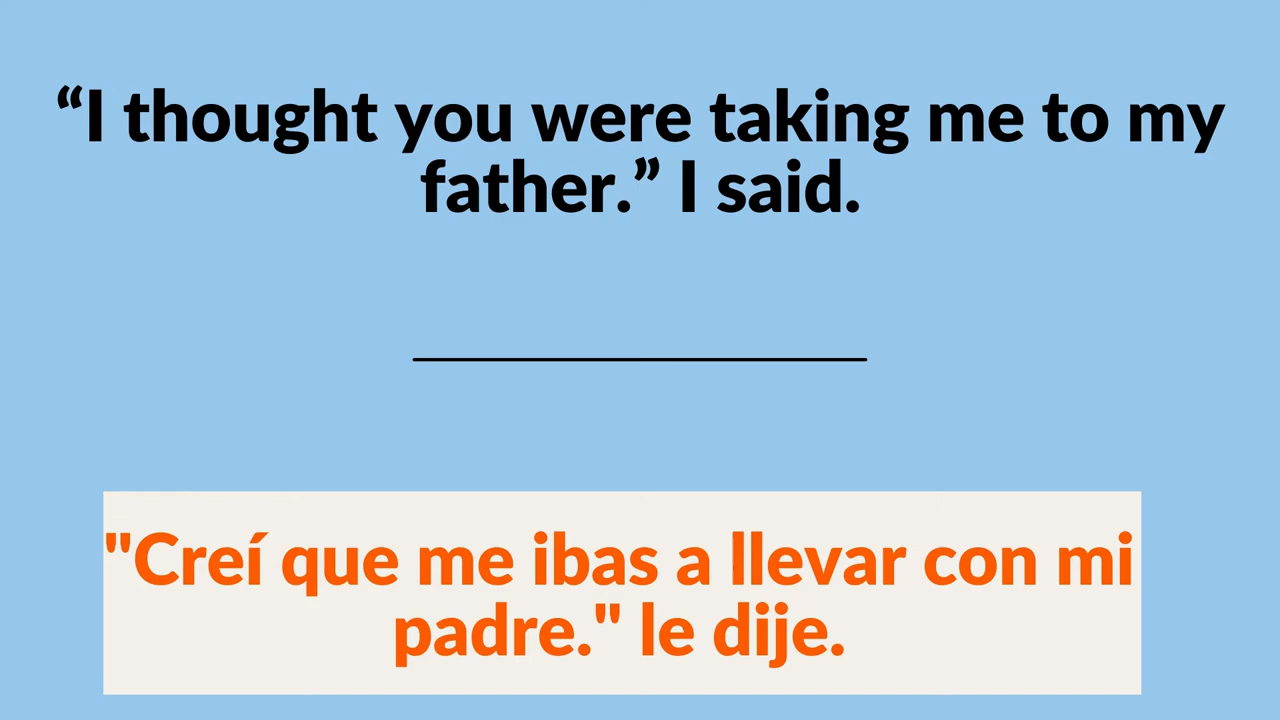 “I thought you were taking me to my
father.” I said.
"Creí que me ibas a llevar con mi
padre." le dije.